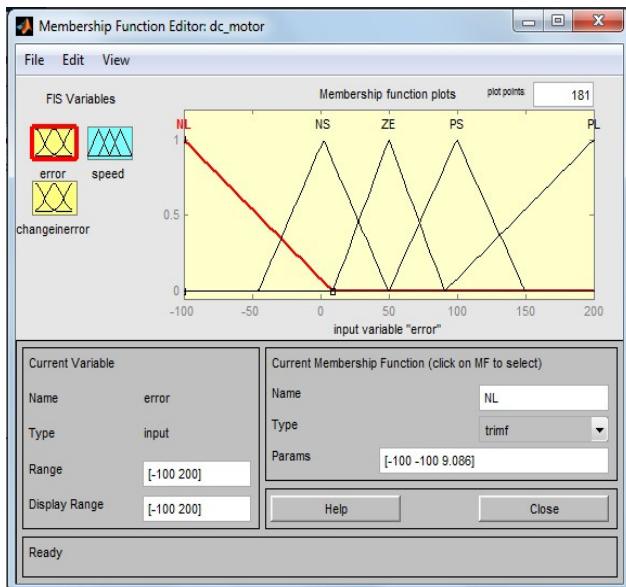 Membership Function Editor: dc_motor
File Edit View
FIS Variables
Membership function plots
plot points:
181
error
speed
changeinerror
NL NS ZE PS PL
1
0.5
0
-100 -50 0 50 100 150 200
input variable "error"
Current Variable
Name error
Type input
Range [-100 200]
Display Range [-100 200]
Current Membership Function (click on MF to select)
Name NL
Type trimf
Params [-100 -100 9.086]
Help Close
Ready